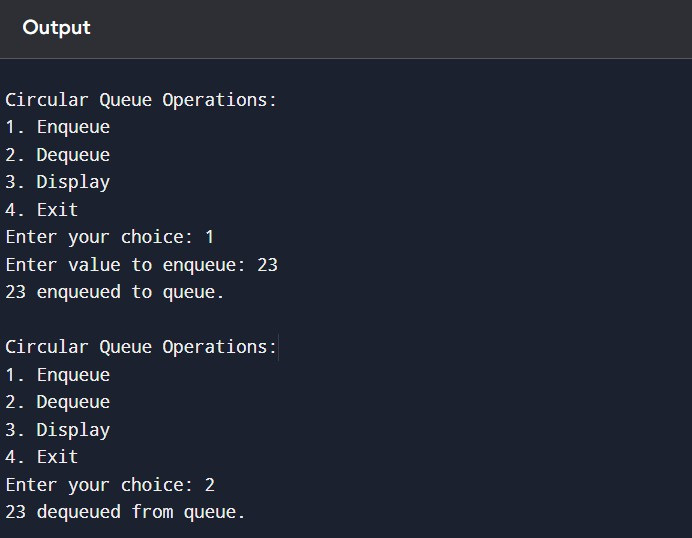 Output
Circular Queue Operations:
1. Enqueue
2. Dequeue
3. Display
4. Exit
Enter your choice: 1
Enter value to enqueue: 23
23 enqueued to queue.
Circular Queue Operations:
1. Enqueue
2. Dequeue
3. Display
4. Exit
Enter your choice: 2
23 dequeued from queue.